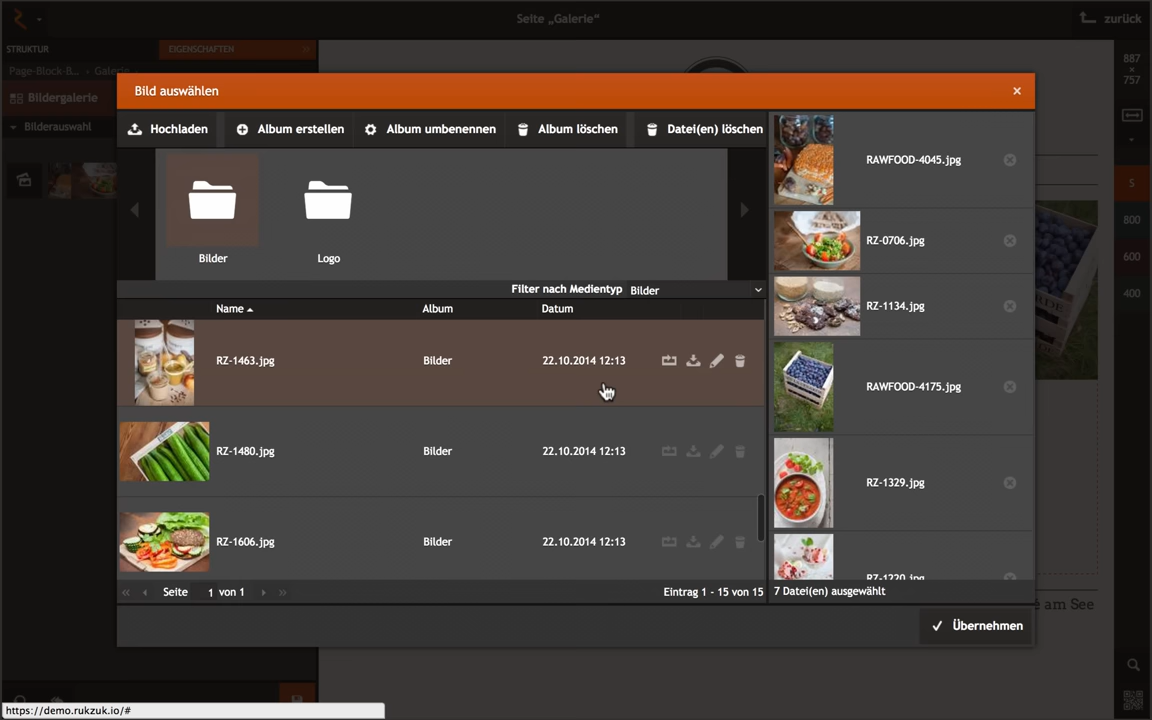 Seite „Galerie“
zurück
STRUKTUR
EIGENSCHAFTEN
Page-Block-B... › Galerie
Bildergalerie
Bilderauswahl
Bild auswählen
Hochladen
Album erstellen
Album umbenennen
Album löschen
Datei(en) löschen
Bilder
Logo
Filter nach Medientyp Bilder
Name
Album
Datum
RZ-1463.jpg
Bilder
22.10.2014 12:13
RZ-1480.jpg
Bilder
22.10.2014 12:13
RZ-1606.jpg
Bilder
22.10.2014 12:13
Seite 1 von 1
Eintrag 1 - 15 von 15
RAWFOOD-4045.jpg
RZ-0706.jpg
RZ-1134.jpg
RAWFOOD-4175.jpg
RZ-1329.jpg
RZ-1220.jpg
7 Datei(en) ausgewählt
Übernehmen
887
×
757
S
800
600
400
am See
https://demo.rukzuk.io/#